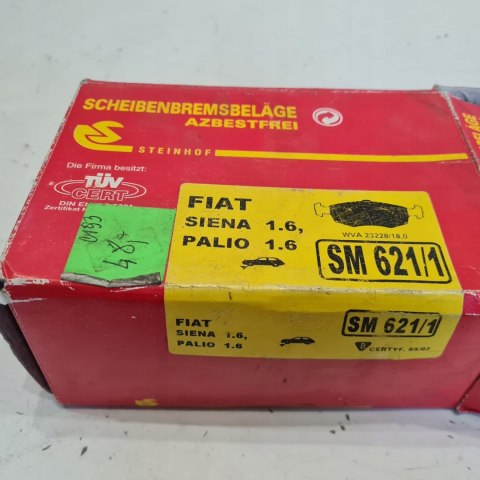 SCHEIBENBREMSBELÄGE
AZBESTFREI
STEINHOF
Die Firma besitzt:
TÜV
CERT
DIN EN
Zertifikat
FIAT
SIENA 1.6,
PALIO 1.6
WVA 23228/18,0
SM 621/1
FIAT
SIENA 1.6,
PALIO 1.6
SM 621/1
CERTYF.